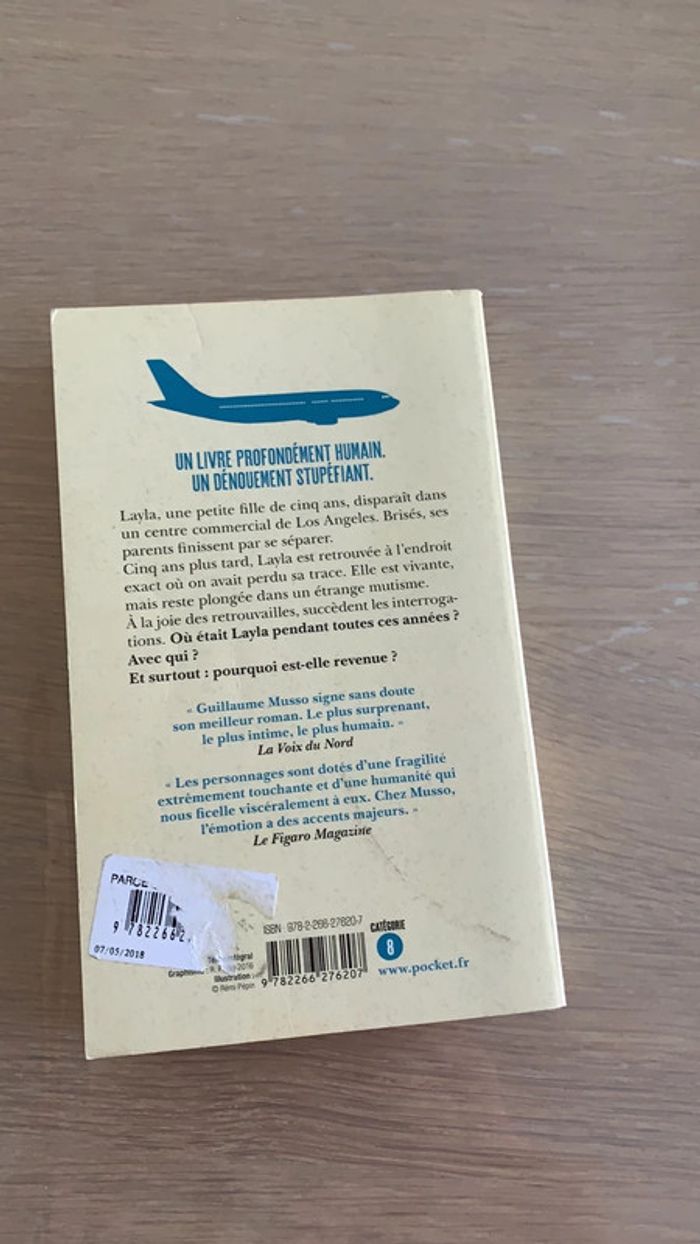 UN LIVRE PROFONDÉMENT HUMAIN.
UN DÉNOUEMENT STUPÉFIANT.
Layla, une petite fille de cinq ans, disparaît dans
un centre commercial de Los Angeles. Brisés, ses
parents finissent par se séparer.
Cinq ans plus tard, Layla est retrouvée à l'endroit
exact où on avait perdu sa trace. Elle est vivante,
mais reste plongée dans un étrange mutisme.
À la joie des retrouvailles, succèdent les interroga-
tions. Où était Layla pendant toutes ces années ?
Avec qui ?
Et surtout : pourquoi est-elle revenue ?
« Guillaume Musso signe sans doute
son meilleur roman. Le plus surprenant,
le plus intime, le plus humain. »
La Voix du Nord
« Les personnages sont dotés d'une fragilité
extrêmement touchante et d'une humanité qui
nous ficelle viscéralement à eux. Chez Musso,
l'émotion a des accents majeurs. »
Le Figaro Magazine
9 782266 2
07/05/2018
intégral
Illustration :
© Rémi Pépin
ISBN 978-2-266-27620-7
9 782266 276207
CATÉGORIE
8
www.pocket.fr